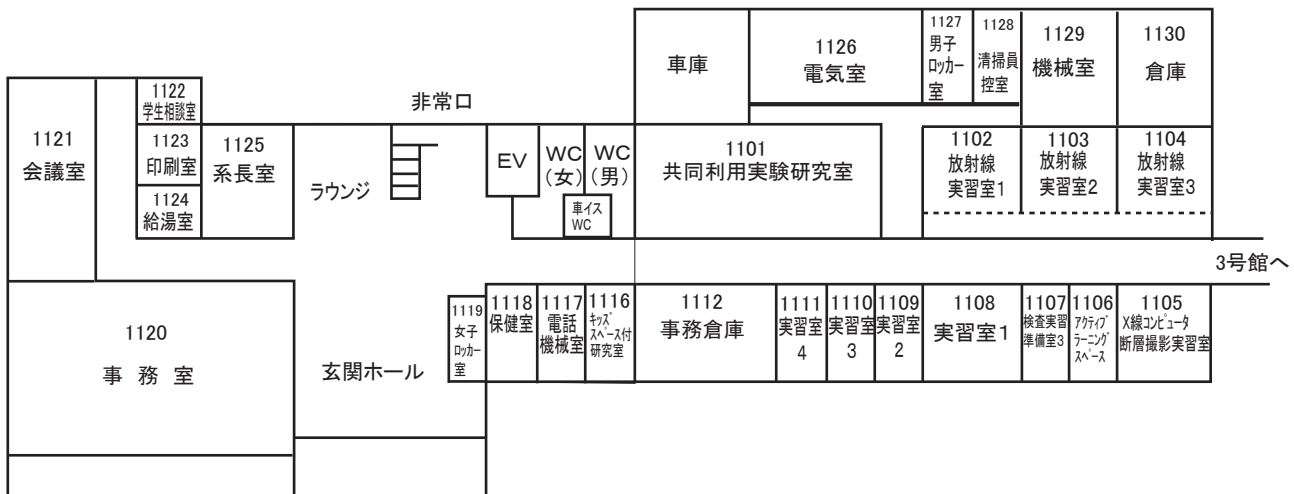 車庫
1126
電気室
1127
男子
ロッカー
室
1128
清掃員
控室
1129
機械室
1130
倉庫
1121
会議室
1122
学生相談室
1123
印刷室
1124
給湯室
1125
系長室
非常口
ラウンジ
EV
WC
(女)
WC
(男)
車イス
WC
1101
共同利用実験研究室
1102
放射線
実習室1
1103
放射線
実習室2
1104
放射線
実習室3
3号館へ
1120
事務室
玄関ホール
1119
女子
ロッカー
室
1118
保健室
1117
電話
機械室
1116
キッズ
スペース付
研究室
1112
事務倉庫
1111
実習室
4
1110
実習室
3
1109
実習室
2
1108
実習室1
1107
検査実習
準備室3
1106
アクティブ
ラーニング
スペース
1105
X線コンピュータ
断層撮影実習室